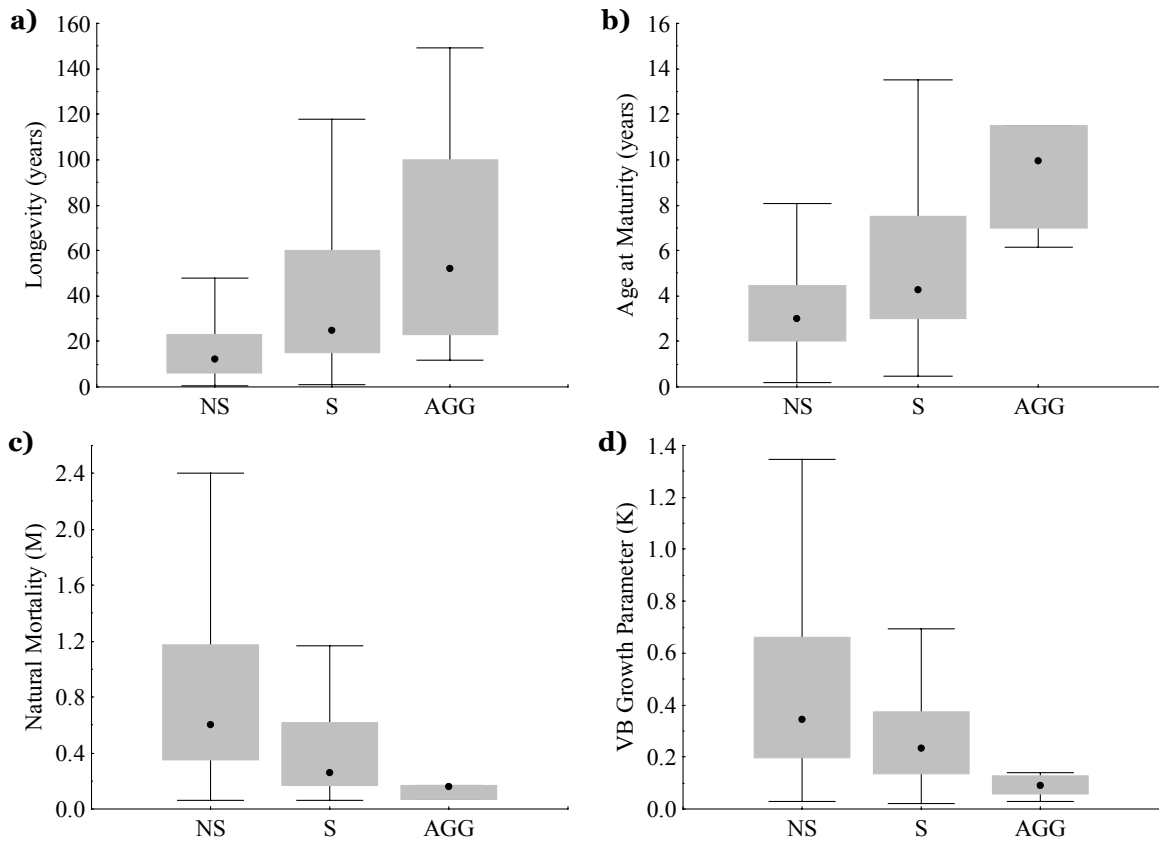 a)
Longevity (years)
160
140
120
100
80
60
40
20
0
NS S AGG
b)
Age at Maturity (years)
16
14
12
10
8
6
4
2
0
NS S AGG
c)
Natural Mortality (M)
2.4
2.0
1.6
1.2
0.8
0.4
0.0
NS S AGG
d)
VB Growth Parameter (K)
1.4
1.2
1.0
0.8
0.6
0.4
0.2
0.0
NS S AGG